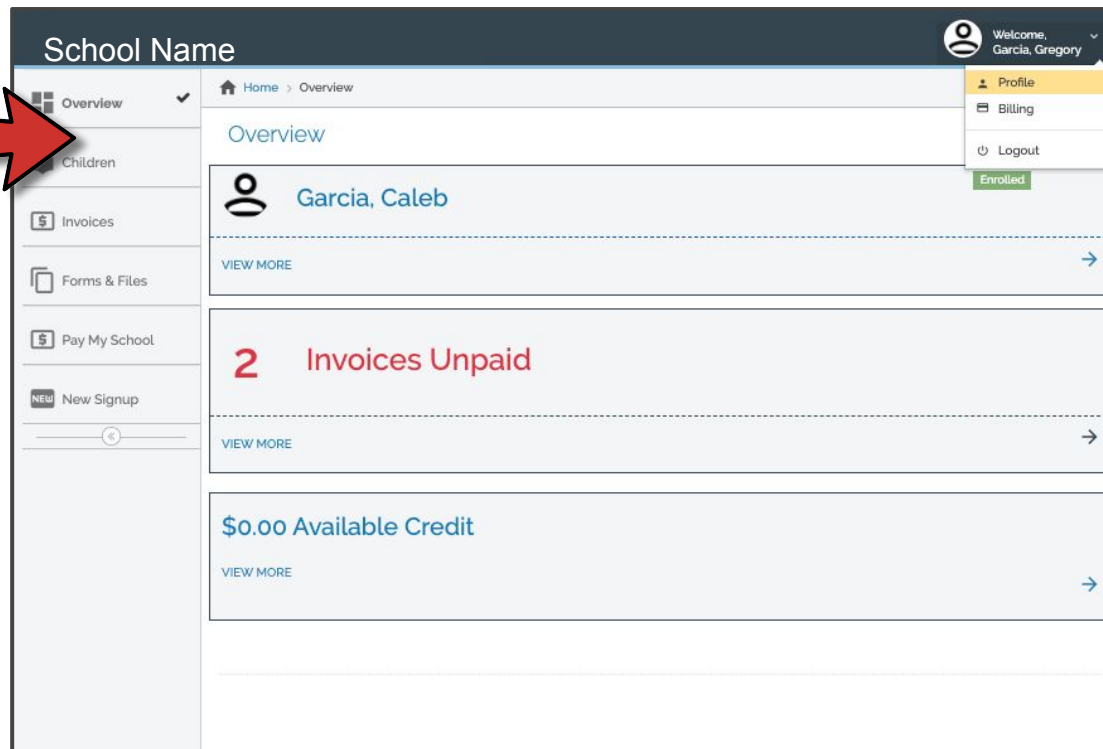 School Name
Welcome,
Garcia, Gregory
Profile
Billing
Logout
Overview
Children
Invoices
Forms & Files
Pay My School
NEW New Signup
Home > Overview
Overview
Enrolled
Garcia, Caleb
VIEW MORE
2 Invoices Unpaid
VIEW MORE
$0.00 Available Credit
VIEW MORE